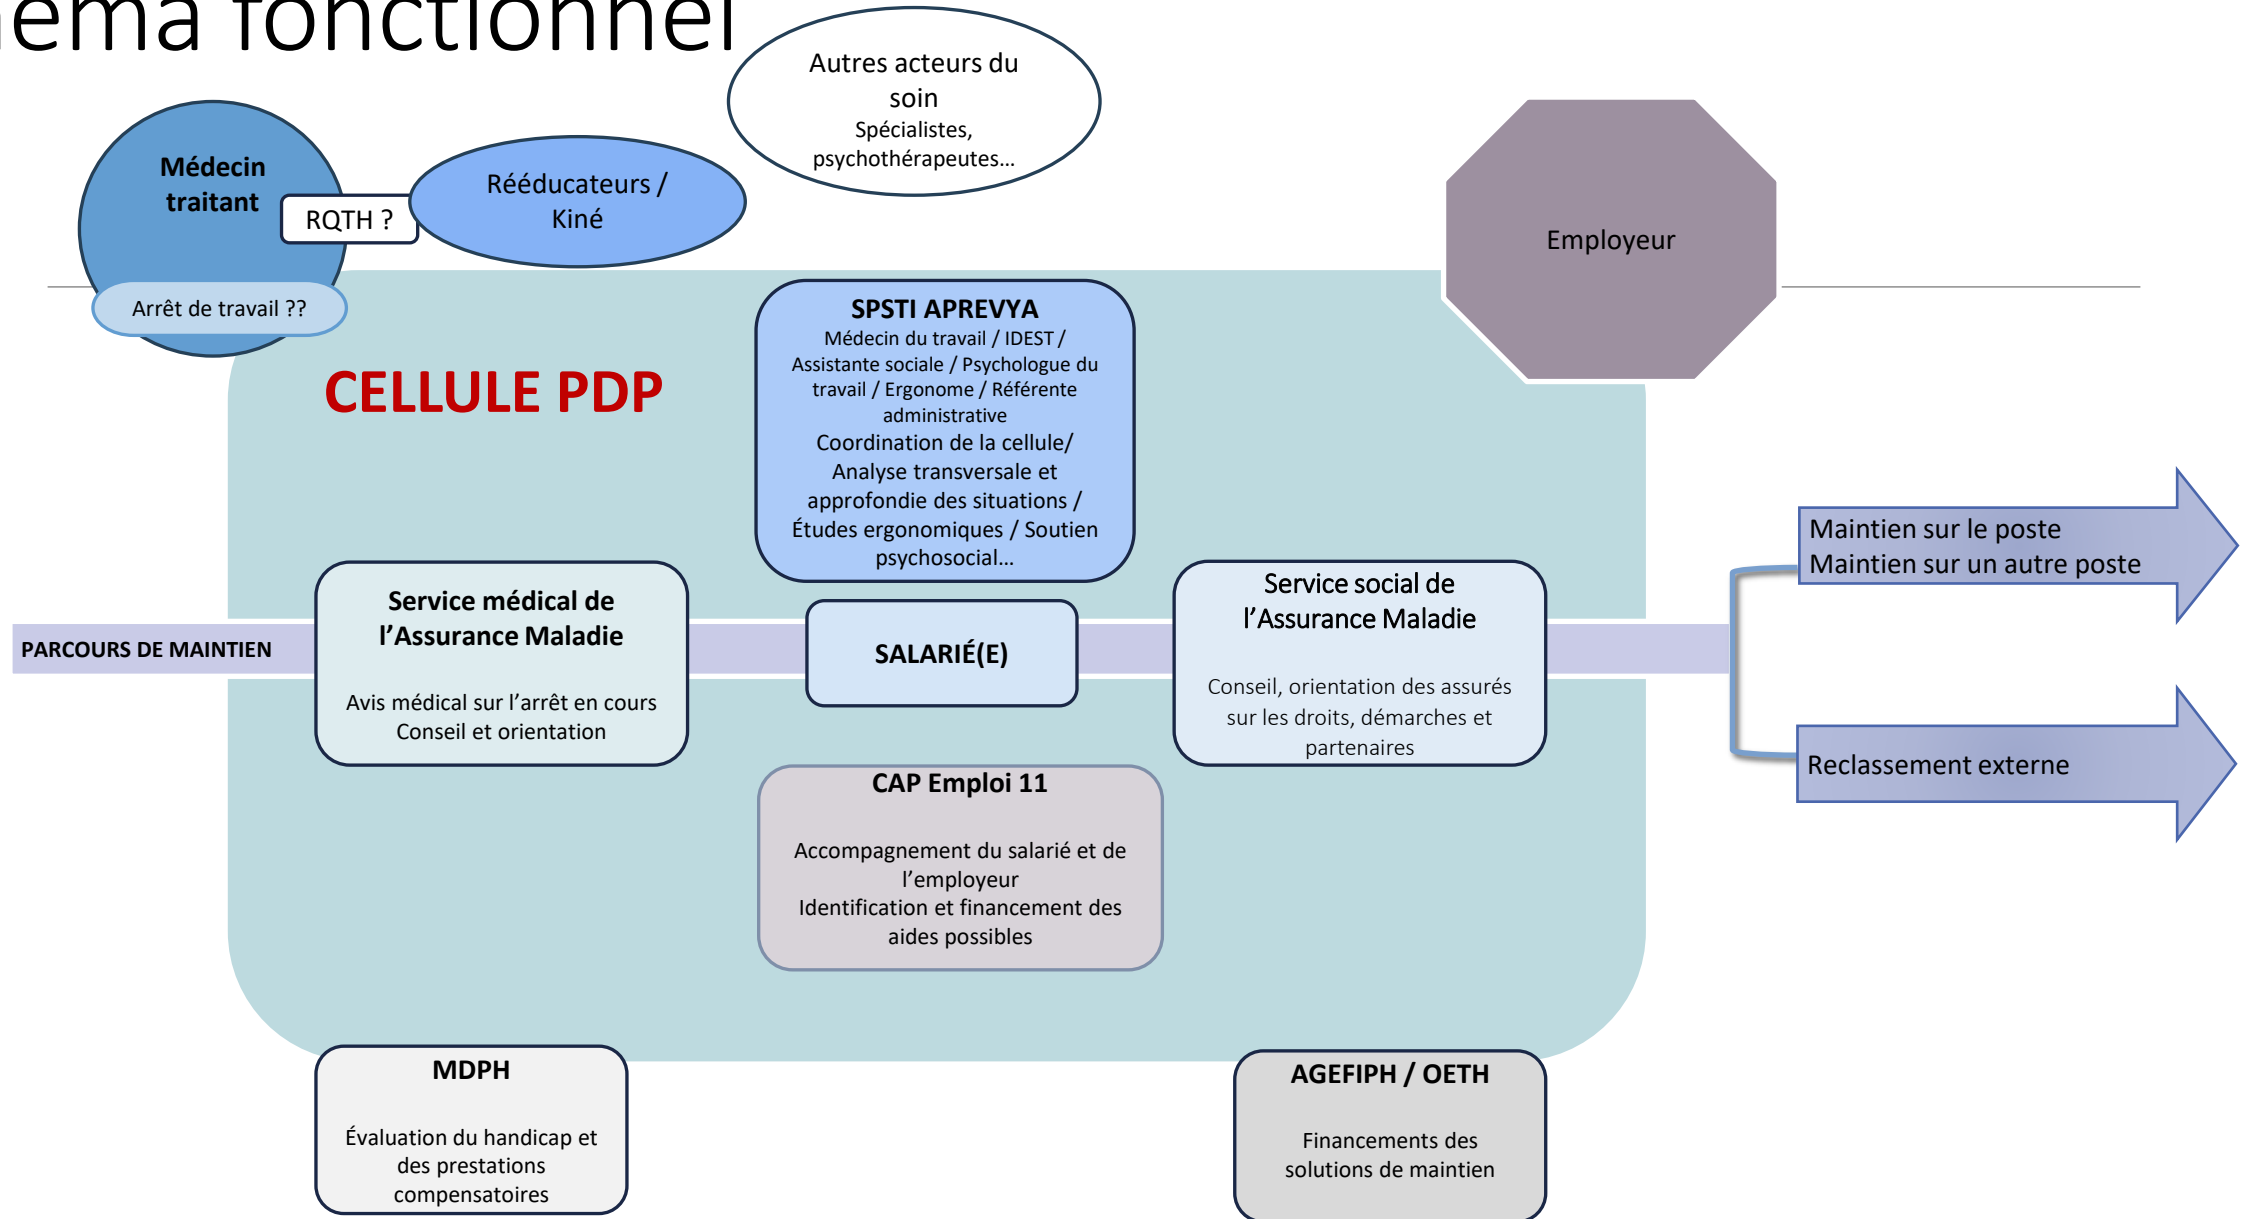 héma fonctionnel
Autres acteurs du
soin
Spécialistes,
psychothérapeutes…
Médecin
traitant
RQTH ?
Rééducateurs /
Kiné
Employeur
Arrêt de travail ??
SPSTI APREVYA
Médecin du travail / IDEST /
Assistante sociale / Psychologue du
travail / Ergonome / Référente
administrative
Coordination de la cellule/
Analyse transversale et
approfondie des situations /
Études ergonomiques / Soutien
psychosocial…
CELLULE PDP
Maintien sur le poste
Maintien sur un autre poste
PARCOURS DE MAINTIEN
Service médical de
l’Assurance Maladie
Avis médical sur l’arrêt en cours
Conseil et orientation
SALARIÉ(E)
Service social de
l’Assurance Maladie
Conseil, orientation des assurés
sur les droits, démarches et
partenaires
Reclassement externe
CAP Emploi 11
Accompagnement du salarié et de
l’employeur
Identification et financement des
aides possibles
MDPH
Évaluation du handicap et
des prestations
compensatoires
AGEFIPH / OETH
Financements des
solutions de maintien